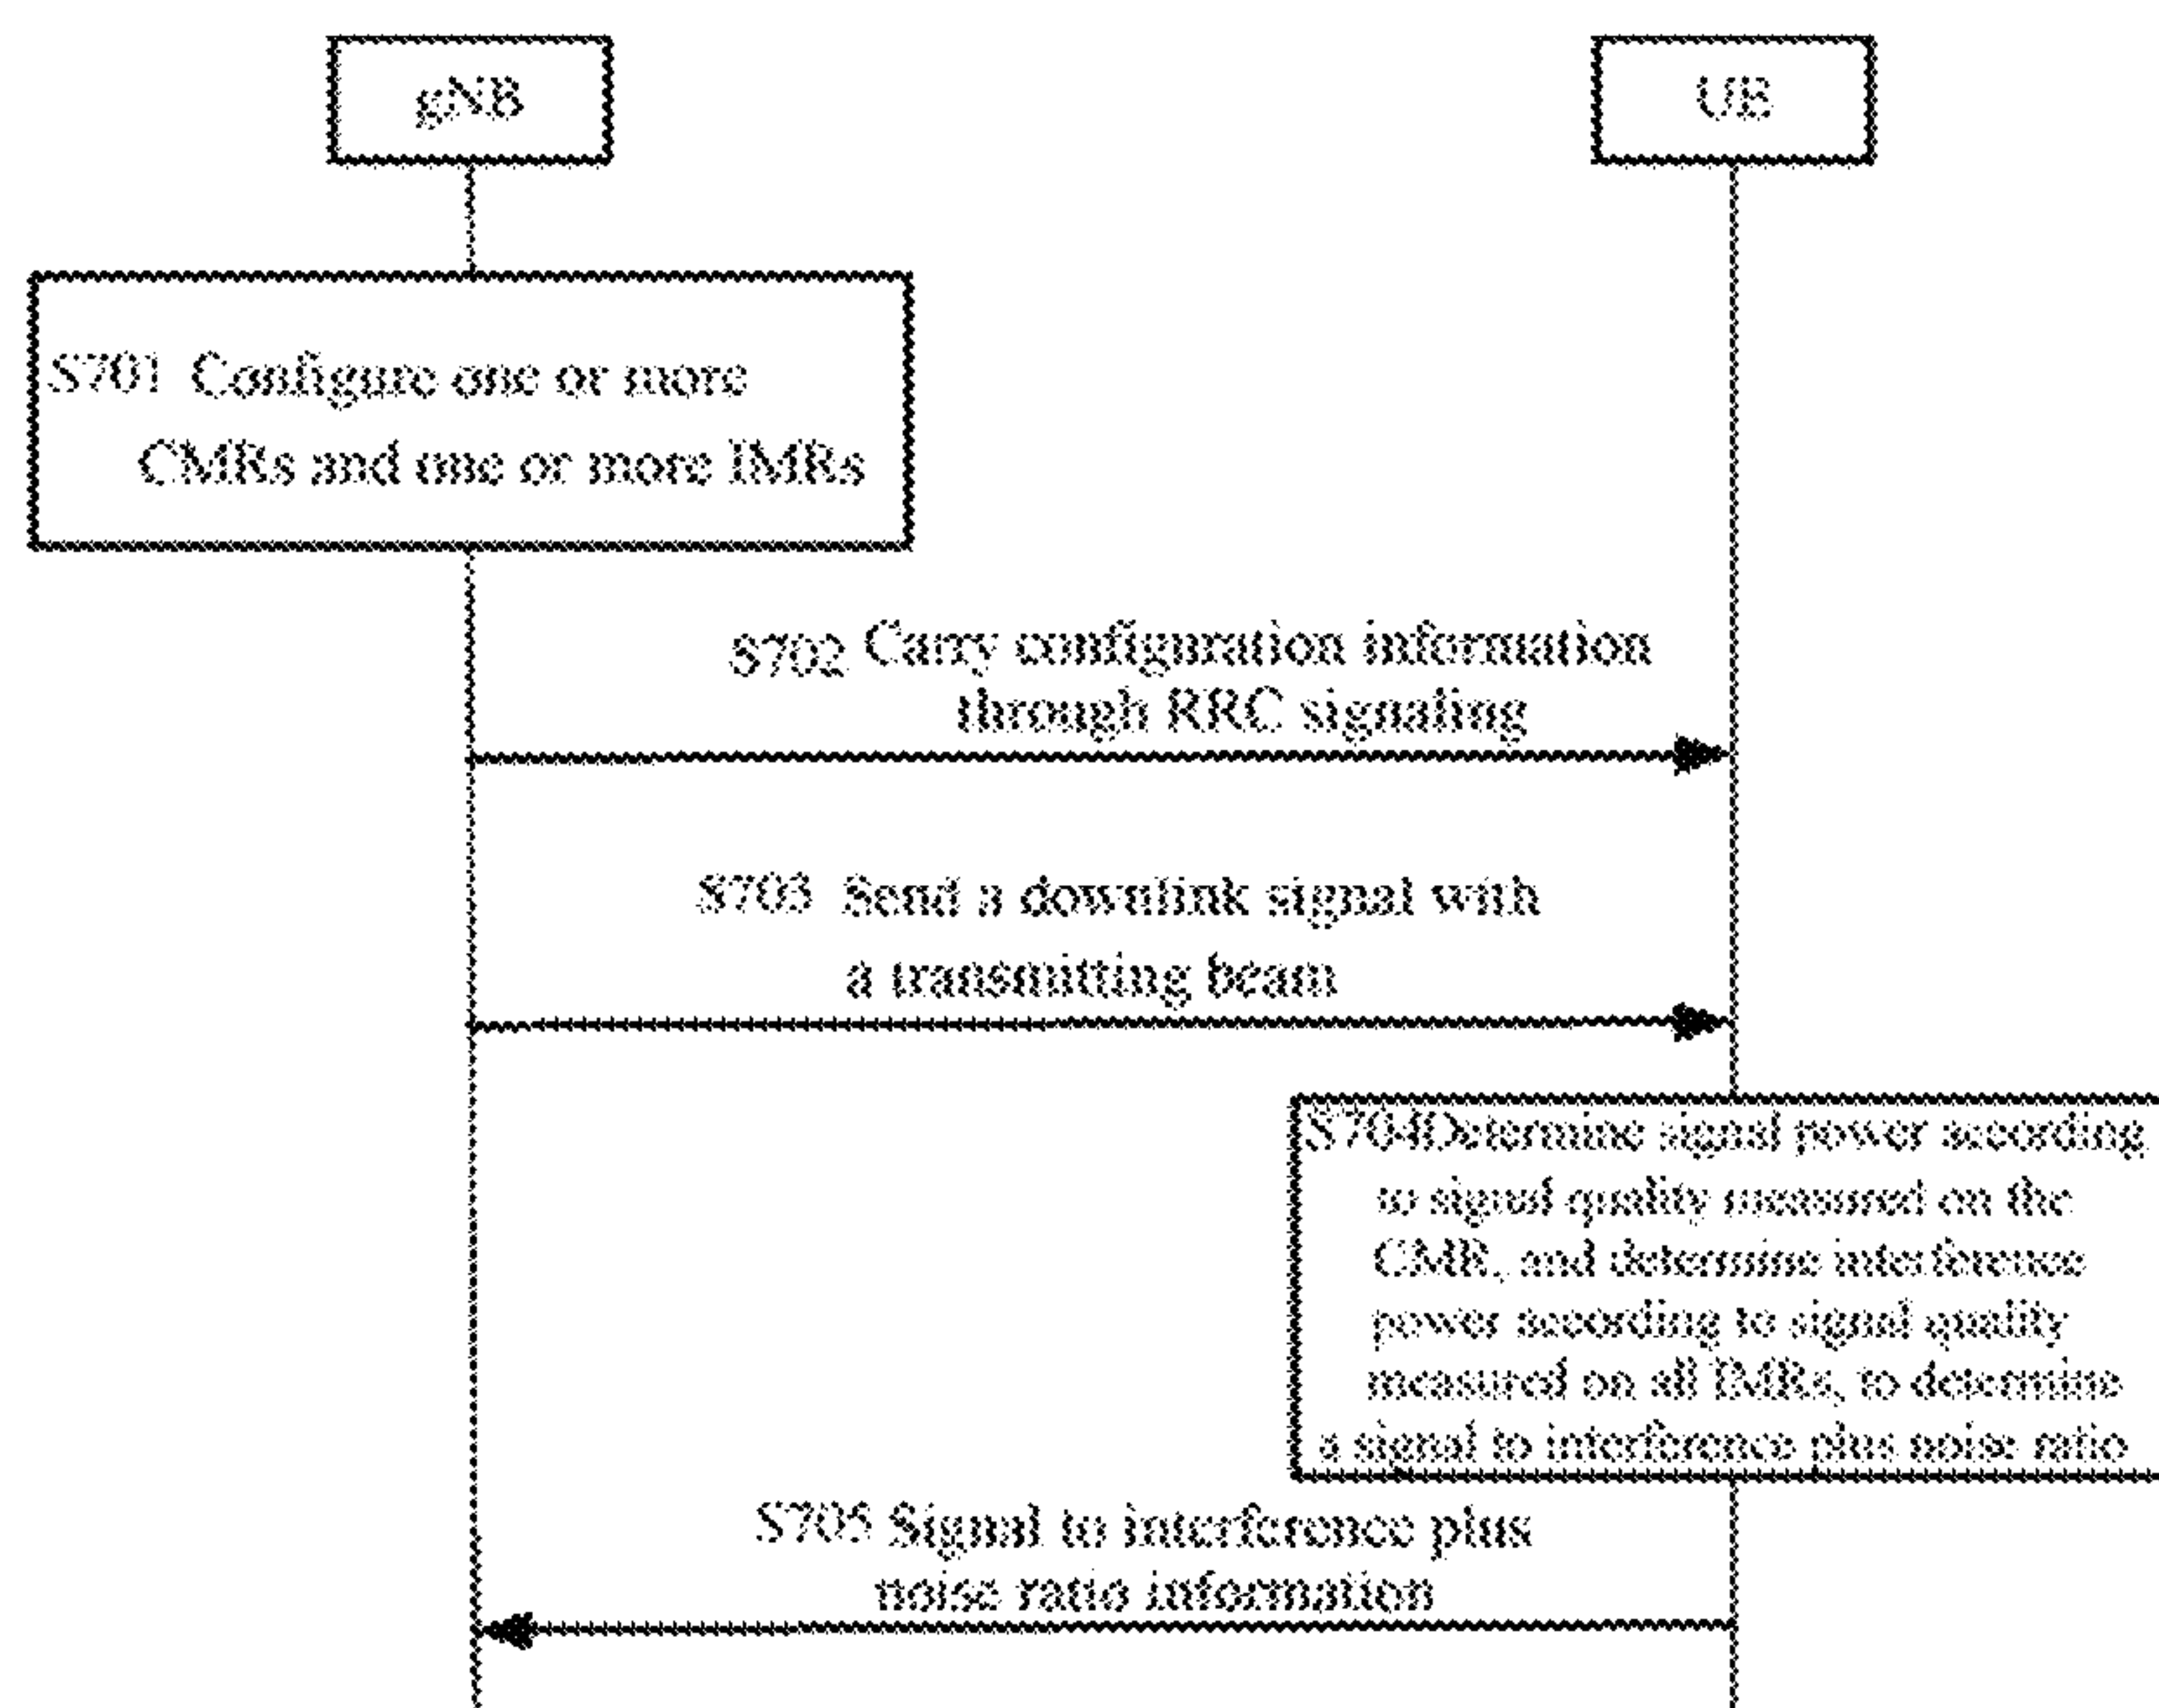 gNB
UE
S701 Configure one or more
CMRs and one or more IMRs
S702 Carry configuration information
through RRC signaling
S703 Send a downlink signal with
a transmitting beam
S704Determine signal power according
to signal quality measured on the
CMR, and determine interference
power according to signal quality
measured on all IMRs, to determine
a signal to interference plus noise ratio
S705 Signal to interference plus
noise ratio information